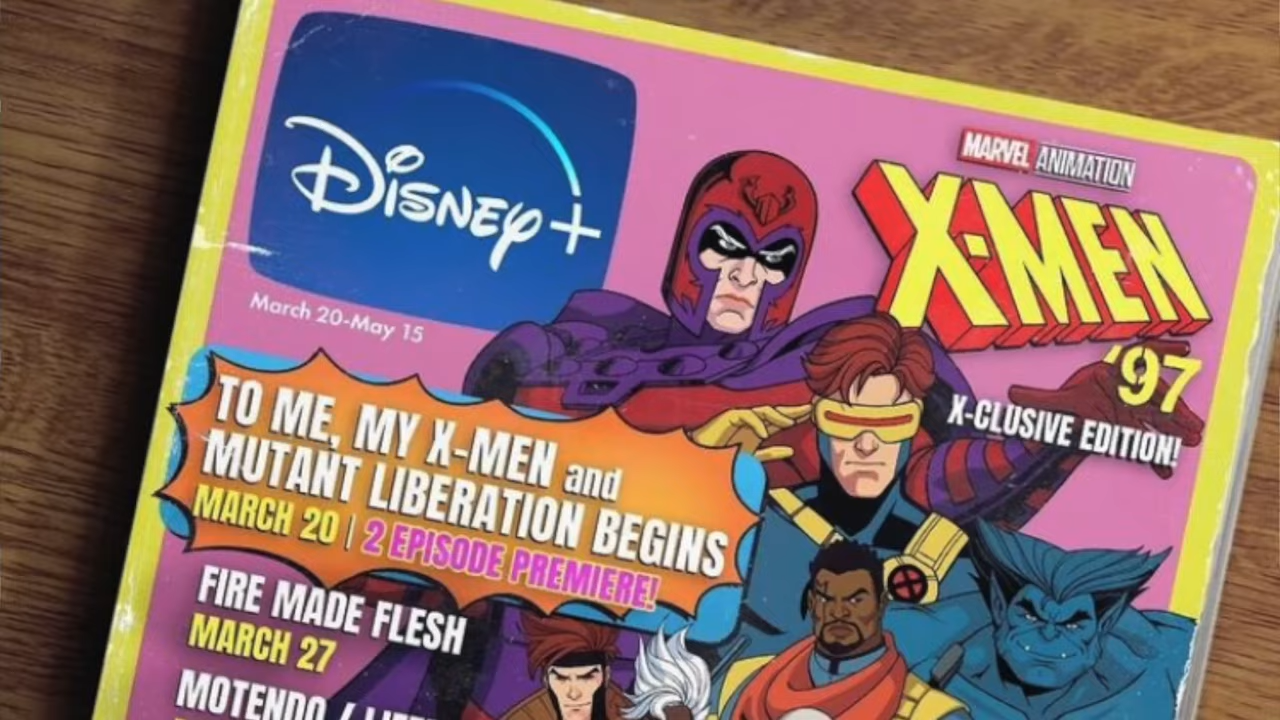 Disney+
March 20-May 15
MARVEL ANIMATION
X-MEN
'97
X-CLUSIVE EDITION!
TO ME, MY X-MEN and
MUTANT LIBERATION BEGINS
MARCH 20 | 2 EPISODE PREMIERE!
FIRE MADE FLESH
MARCH 27
MOTENDO /